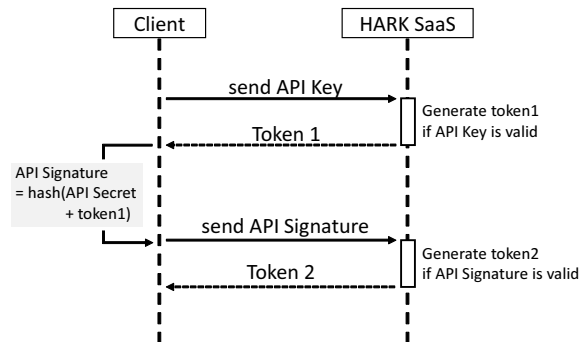 Client
HARK SaaS
send API Key
Generate token1
if API Key is valid
Token 1
API Signature
= hash(API Secret
+ token1)
send API Signature
Generate token2
if API Signature is valid
Token 2